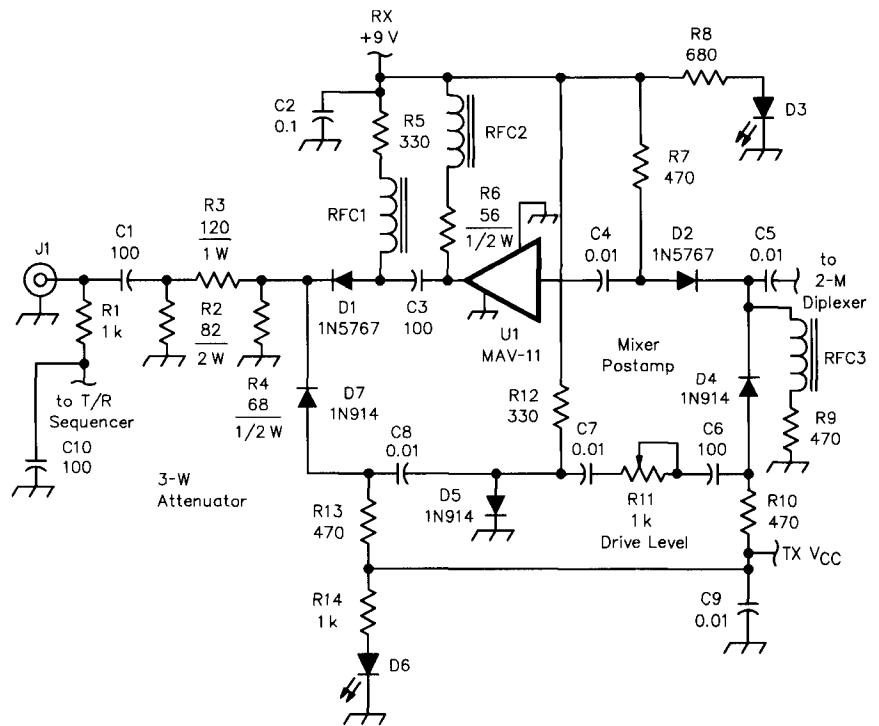 RX
+9 V
R8
680
D3
C2
0.1
R5
330
RFC2
R7
470
RFC1
R6
56
1/2 W
J1
C1
100
R3
120
1 W
D1
1N5767
C3
100
U1
MAV-11
C4
0.01
D2
1N5767
C5
0.01
to
2-M
Diplexer
R1
1 k
R2
82
2 W
R4
68
1/2 W
D7
1N914
Mixer
Postamp
RFC3
D4
1N914
R9
470
to T/R
Sequencer
C10
100
R12
330
C8
0.01
C7
0.01
C6
100
3-W
Attenuator
R13
470
D5
1N914
R11
1 k
Drive Level
R10
470
TX VCC
R14
1 k
C9
0.01
D6